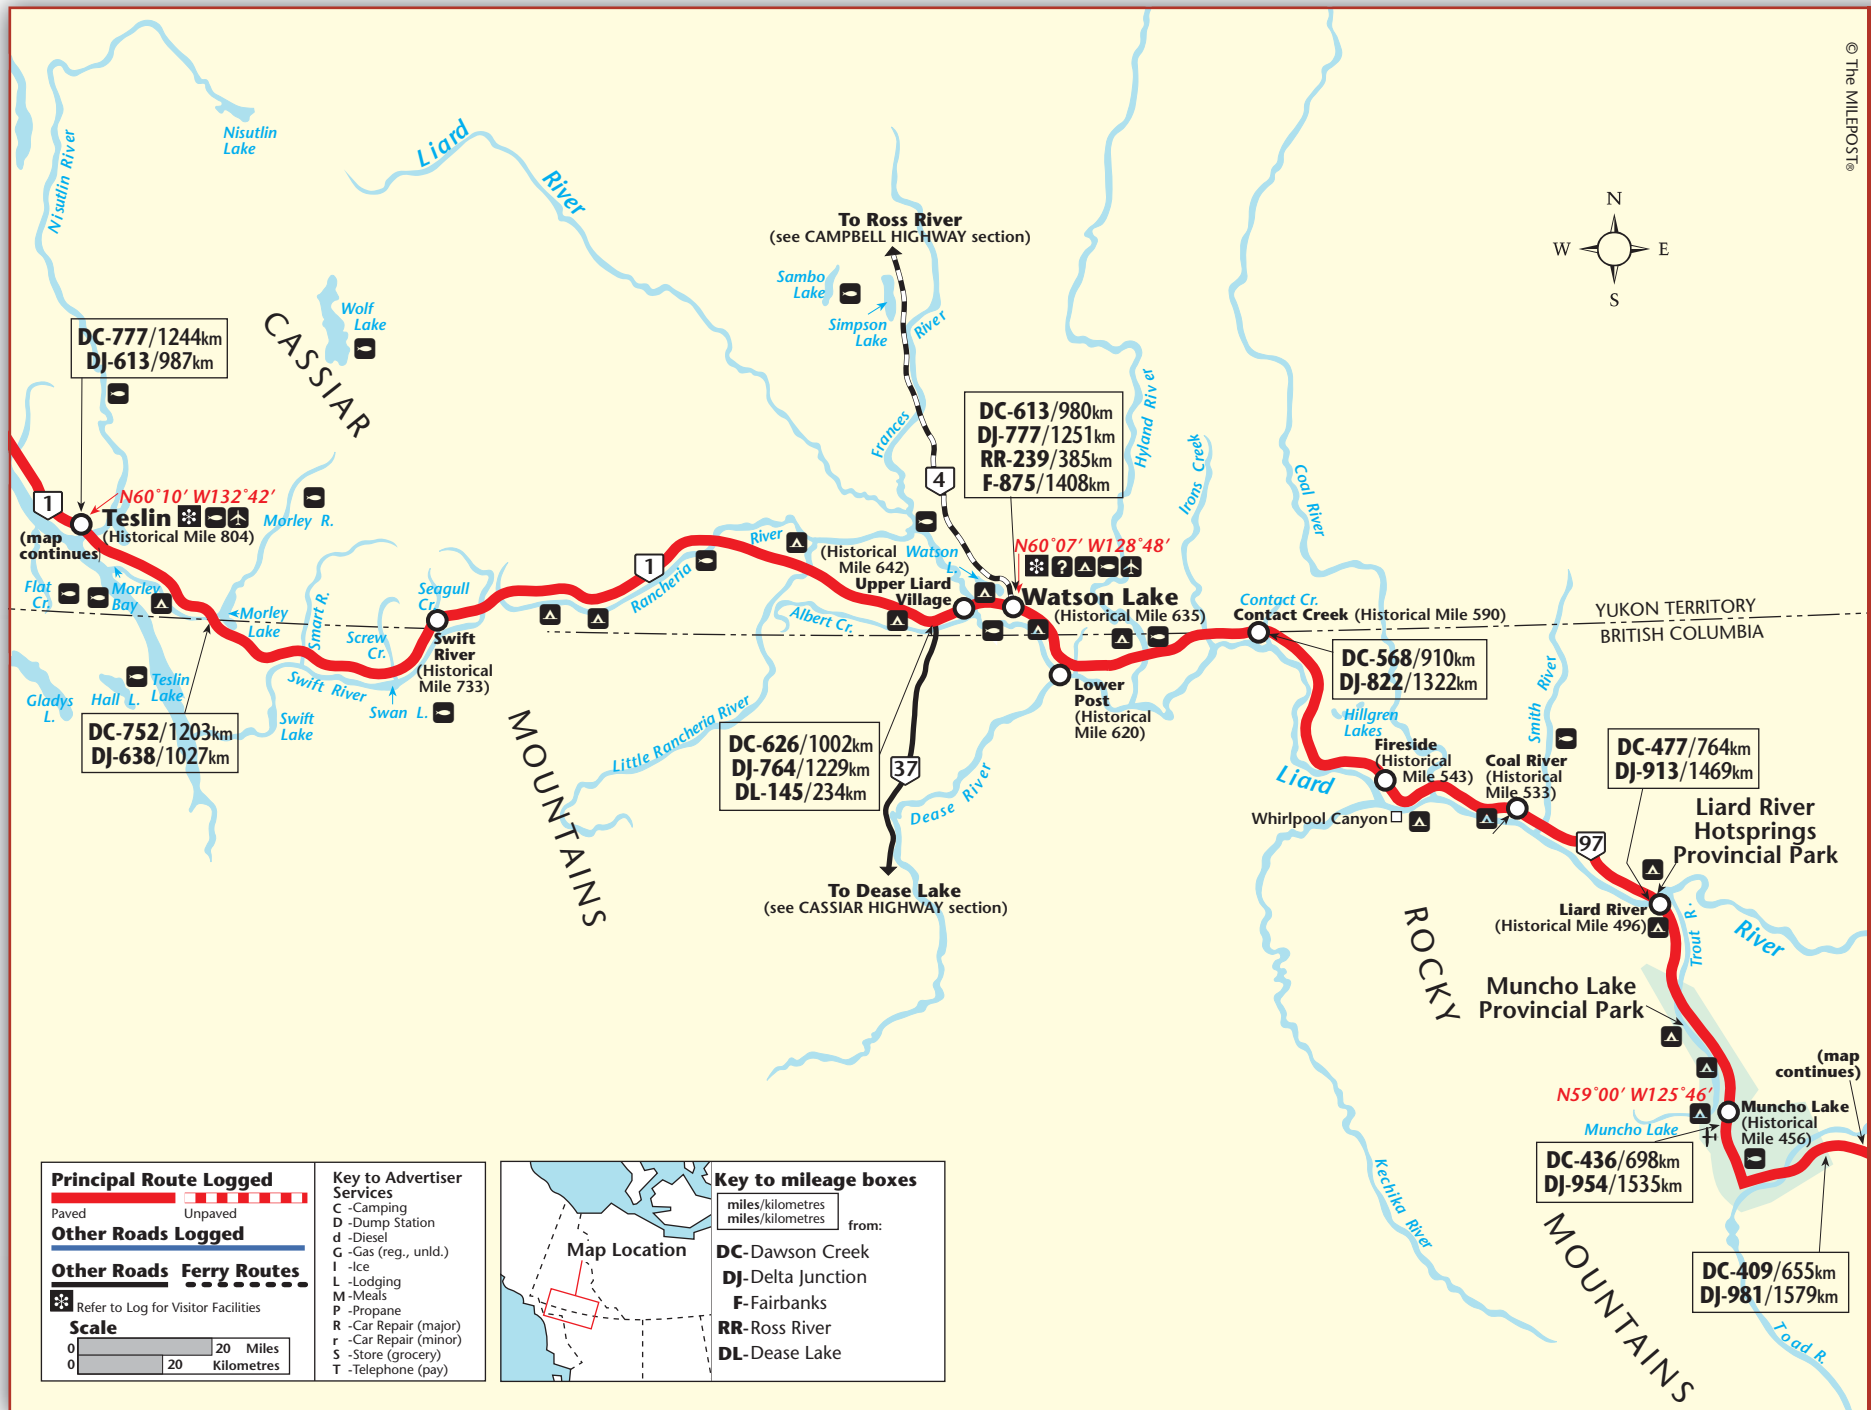 © The MILEPOST®
Nisutlin River
Nisutlin
Lake
Liard
River
To Ross River
(see CAMPBELL HIGHWAY section)
N
W
E
S
Sambo
Lake
Simpson
Lake
River
Wolf
Lake
CASSIAR
DC-777/1244km
DJ-613/987km
Frances
Hyland River
Irons Creek
Coal River
DC-613/980km
DJ-777/1251km
RR-239/385km
F-875/1408km
4
1
N60°10′ W132°42′
Teslin
(Historical Mile 804)
(map
continues)
Morley R.
1
River
Rancheria
(Historical
Mile 642)
Watson
L.
Upper Liard
Village
N60°07′ W128°48′
?
Watson Lake
(Historical Mile 635)
Contact Cr.
Contact Creek (Historical Mile 590)
YUKON TERRITORY
BRITISH COLUMBIA
Flat
Cr.
Morley
Bay
Morley
Lake
Smart R.
Seagull
Cr.
Screw
Cr.
Swift
River
(Historical
Mile 733)
Albert Cr.
DC-568/910km
DJ-822/1322km
Gladys
L.
Hall L.
Teslin
Lake
Swift River
Swan L.
Swift
Lake
Lower
Post
(Historical
Mile 620)
Smith River
Hillgren
Lakes
DC-752/1203km
DJ-638/1027km
MOUNTAINS
Little Rancheria River
DC-626/1002km
DJ-764/1229km
DL-145/234km
37
Dease River
Liard
Fireside
(Historical
Mile 543)
Coal River
(Historical
Mile 533)
Whirlpool Canyon
DC-477/764km
DJ-913/1469km
97
Liard River
Hotsprings
Provincial Park
To Dease Lake
(see CASSIAR HIGHWAY section)
Liard River
(Historical Mile 496)
Trout R.
River
ROCKY
Muncho Lake
Provincial Park
(map
continues)
N59°00′ W125°46′
Muncho Lake
Muncho Lake
(Historical
Mile 456)
DC-436/698km
DJ-954/1535km
Kechika River
MOUNTAINS
DC-409/655km
DJ-981/1579km
Toad R.
Principal Route Logged
Paved
Unpaved
Other Roads Logged
Other Roads
Ferry Routes
Refer to Log for Visitor Facilities
Scale
0
20
Miles
0
20
Kilometres
Key to Advertiser
Services
C -Camping
D -Dump Station
d -Diesel
G -Gas (reg., unld.)
I -Ice
L -Lodging
M -Meals
P -Propane
R -Car Repair (major)
r -Car Repair (minor)
S -Store (grocery)
T -Telephone (pay)
Map Location
Key to mileage boxes
miles/kilometres
miles/kilometres
from:
DC-Dawson Creek
DJ-Delta Junction
F-Fairbanks
RR-Ross River
DL-Dease Lake